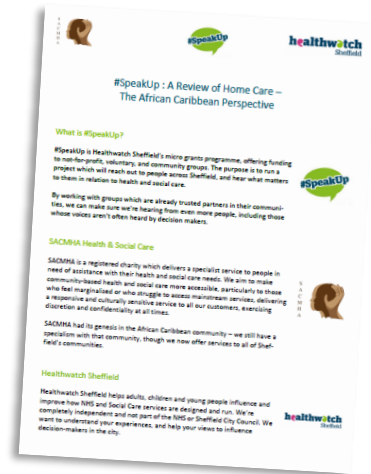 SACMHA
#SpeakUp
healthwatch
Sheffield
#SpeakUp : A Review of Home Care –
The African Caribbean Perspective
What is #SpeakUp?
#SpeakUp is Healthwatch Sheffield's micro grants programme, offering funding
to not-for-profit, voluntary, and community groups. The purpose is to run a
project which will reach out to people across Sheffield, and hear what matters
to them in relation to health and social care.
#SpeakUp
By working with groups which are already trusted partners in their communi-
ties, we can make sure we're hearing from even more people, including those
whose voices aren't often heard by decision makers.
SACMHA Health & Social Care
SACMHA is a registered charity which delivers a specialist service to people in
need of assistance with their health and social care needs. We aim to make
community-based health and social care more accessible, particularly to those
who feel marginalised or who struggle to access mainstream services, delivering
a responsive and culturally sensitive service to all our customers, exercising
discretion and confidentiality at all times.
SACMHA
SACMHA had its genesis in the African Caribbean community – we still have a
specialism with that community, though we now offer services to all of Shef-
field's communities.
Healthwatch Sheffield
Healthwatch Sheffield helps adults, children and young people influence and
improve how NHS and Social Care services are designed and run. We're
completely independent and not part of the NHS or Sheffield City Council. We
want to understand your experiences, and help your views to influence
decision-makers in the city.
healthwatch
Sheffield